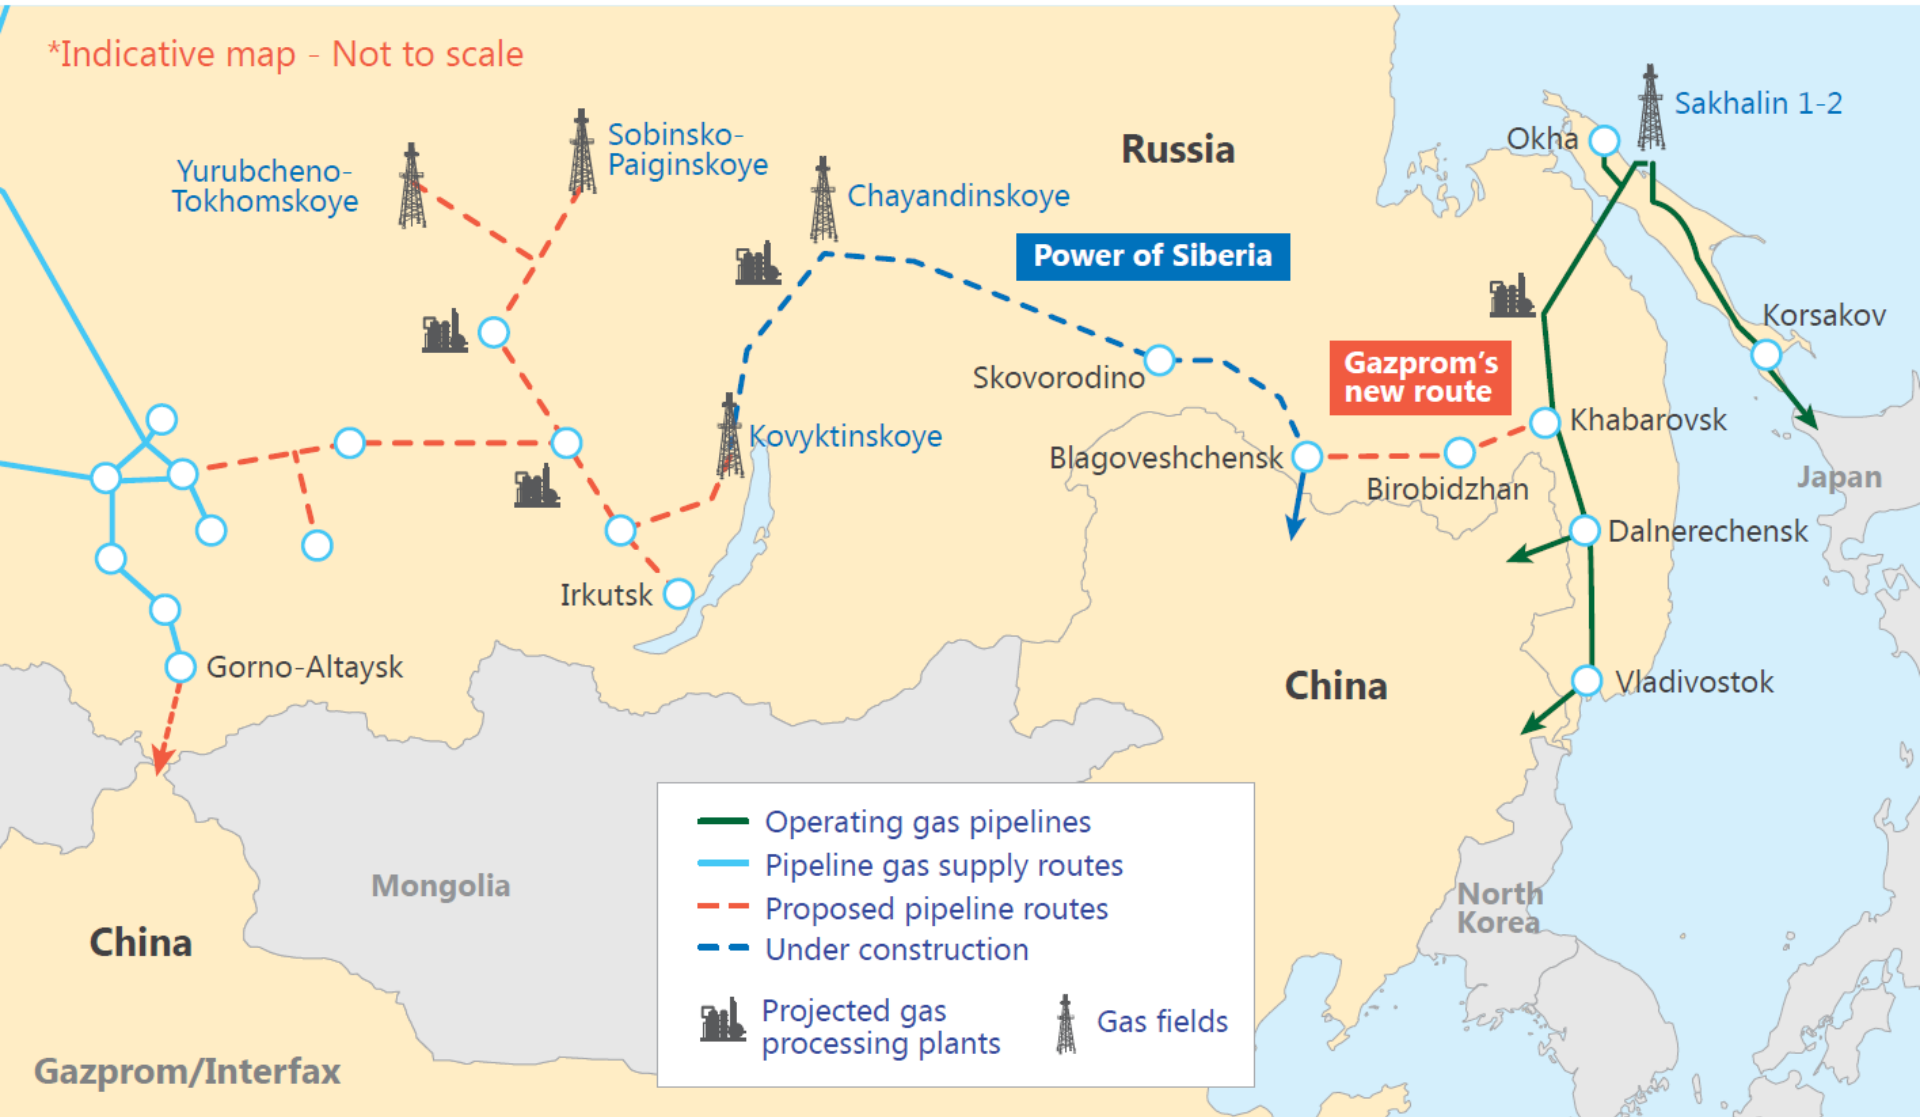 *Indicative map - Not to scale
Sakhalin 1-2
Okha
Sobinsko-
Paiginskoye
Russia
Yurubcheno-
Tokhomskoye
Chayandinskoye
Power of Siberia
Korsakov
Gazprom's
new route
Skovorodino
Khabarovsk
Kovyktinskoye
Blagoveshchensk
Birobidzhan
Japan
Dalnerechensk
Irkutsk
Gorno-Altaysk
China
Vladivostok
Operating gas pipelines
Pipeline gas supply routes
Proposed pipeline routes
Under construction
Projected gas
processing plants
Gas fields
Mongolia
North
Korea
China
Gazprom/Interfax